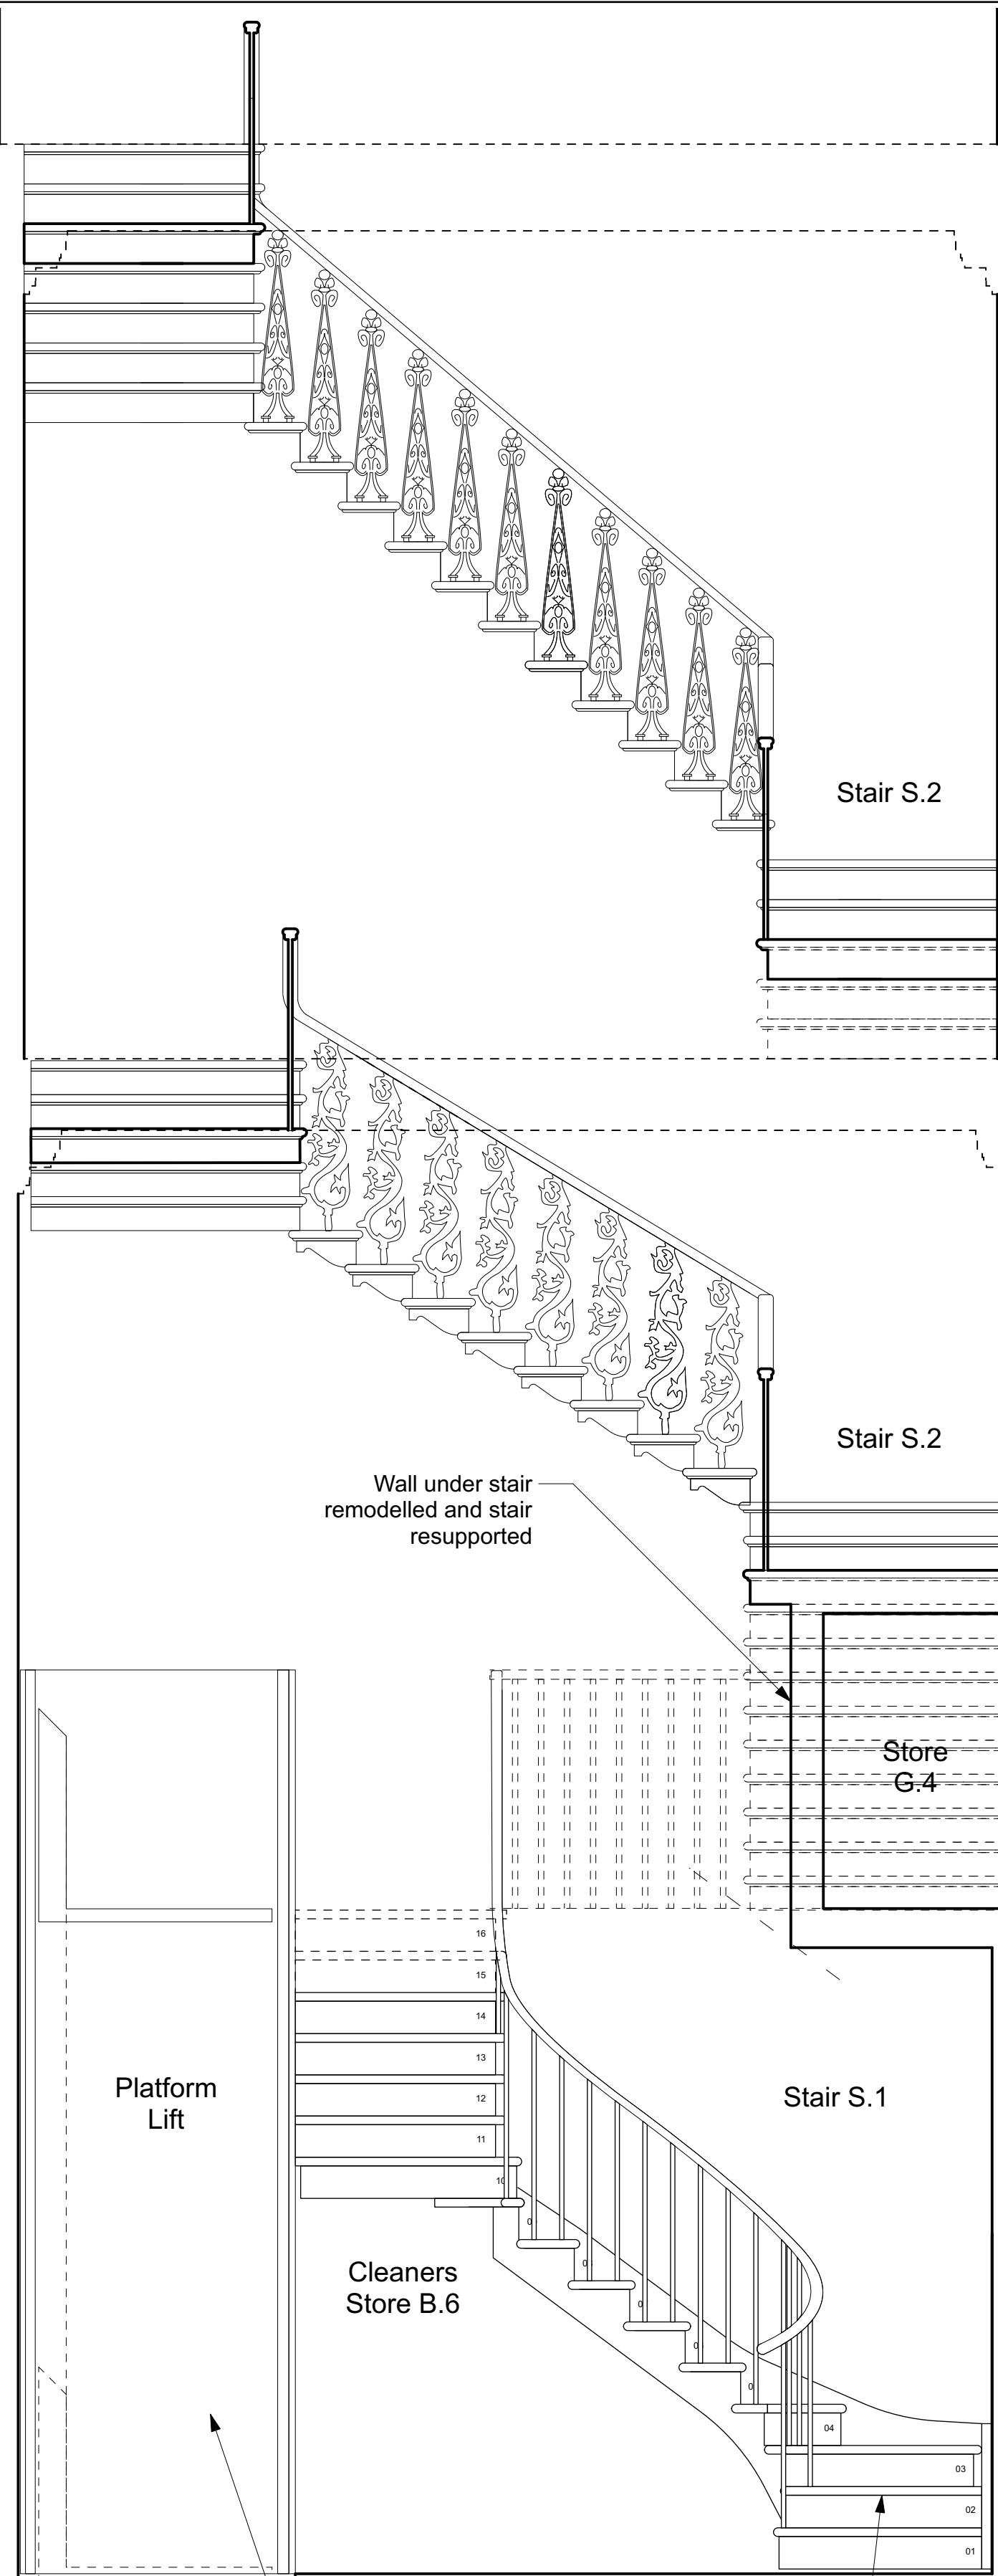 Stair S.2
Stair S.2
Wall under stair
remodelled and stair
resupported
Store
G.4
16
15
14
13
12
11
10
Platform
Lift
Stair S.1
Cleaners
Store B.6
04
03
02
01